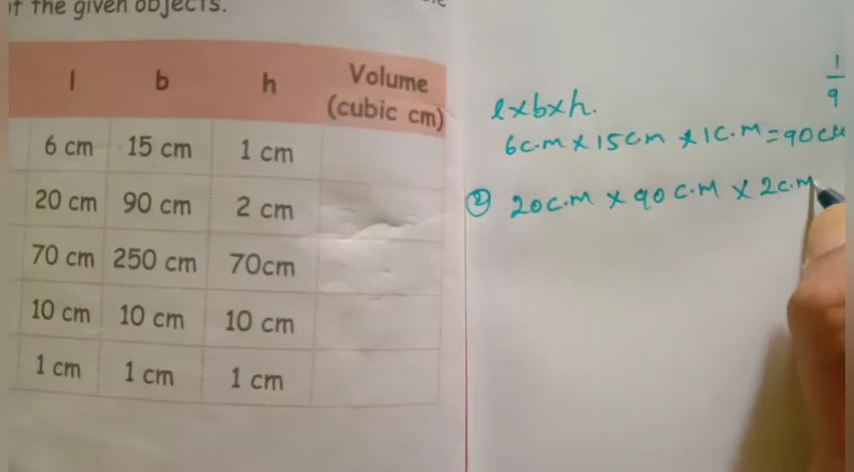 the given objects.
l b h Volume (cubic cm)
6 cm 15 cm 1 cm
20 cm 90 cm 2 cm
70 cm 250 cm 70cm
10 cm 10 cm 10 cm
1 cm 1 cm 1 cm
1
9
l×b×h.
6c.m×15cm×1c.m=90
② 20c.m×90c.m×2c.m